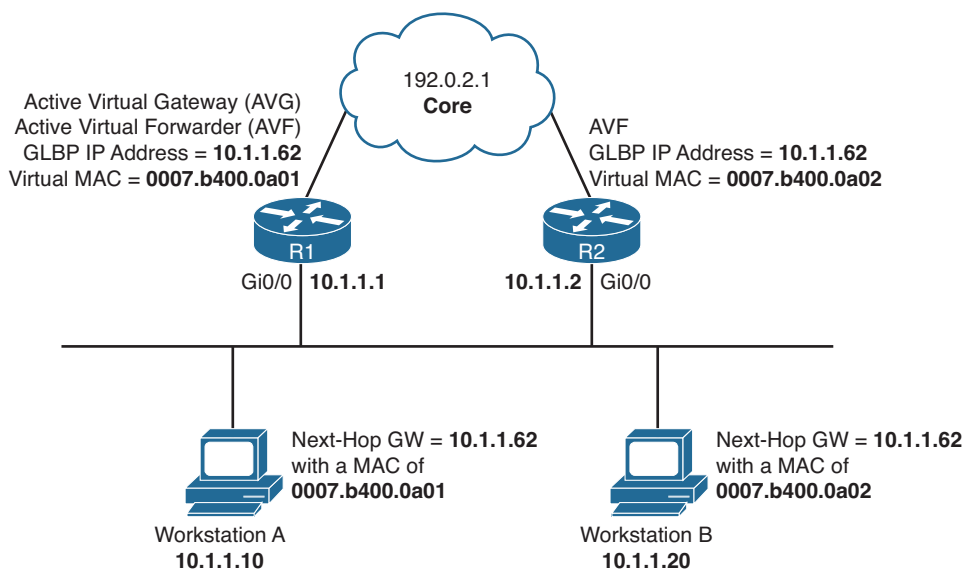 192.0.2.1
Core
Active Virtual Gateway (AVG)
Active Virtual Forwarder (AVF)
GLBP IP Address = 10.1.1.62
Virtual MAC = 0007.b400.0a01
AVF
GLBP IP Address = 10.1.1.62
Virtual MAC = 0007.b400.0a02
R1
R2
Gi0/0 10.1.1.1
10.1.1.2 Gi0/0
Next-Hop GW = 10.1.1.62
with a MAC of
0007.b400.0a01
Workstation A
10.1.1.10
Next-Hop GW = 10.1.1.62
with a MAC of
0007.b400.0a02
Workstation B
10.1.1.20